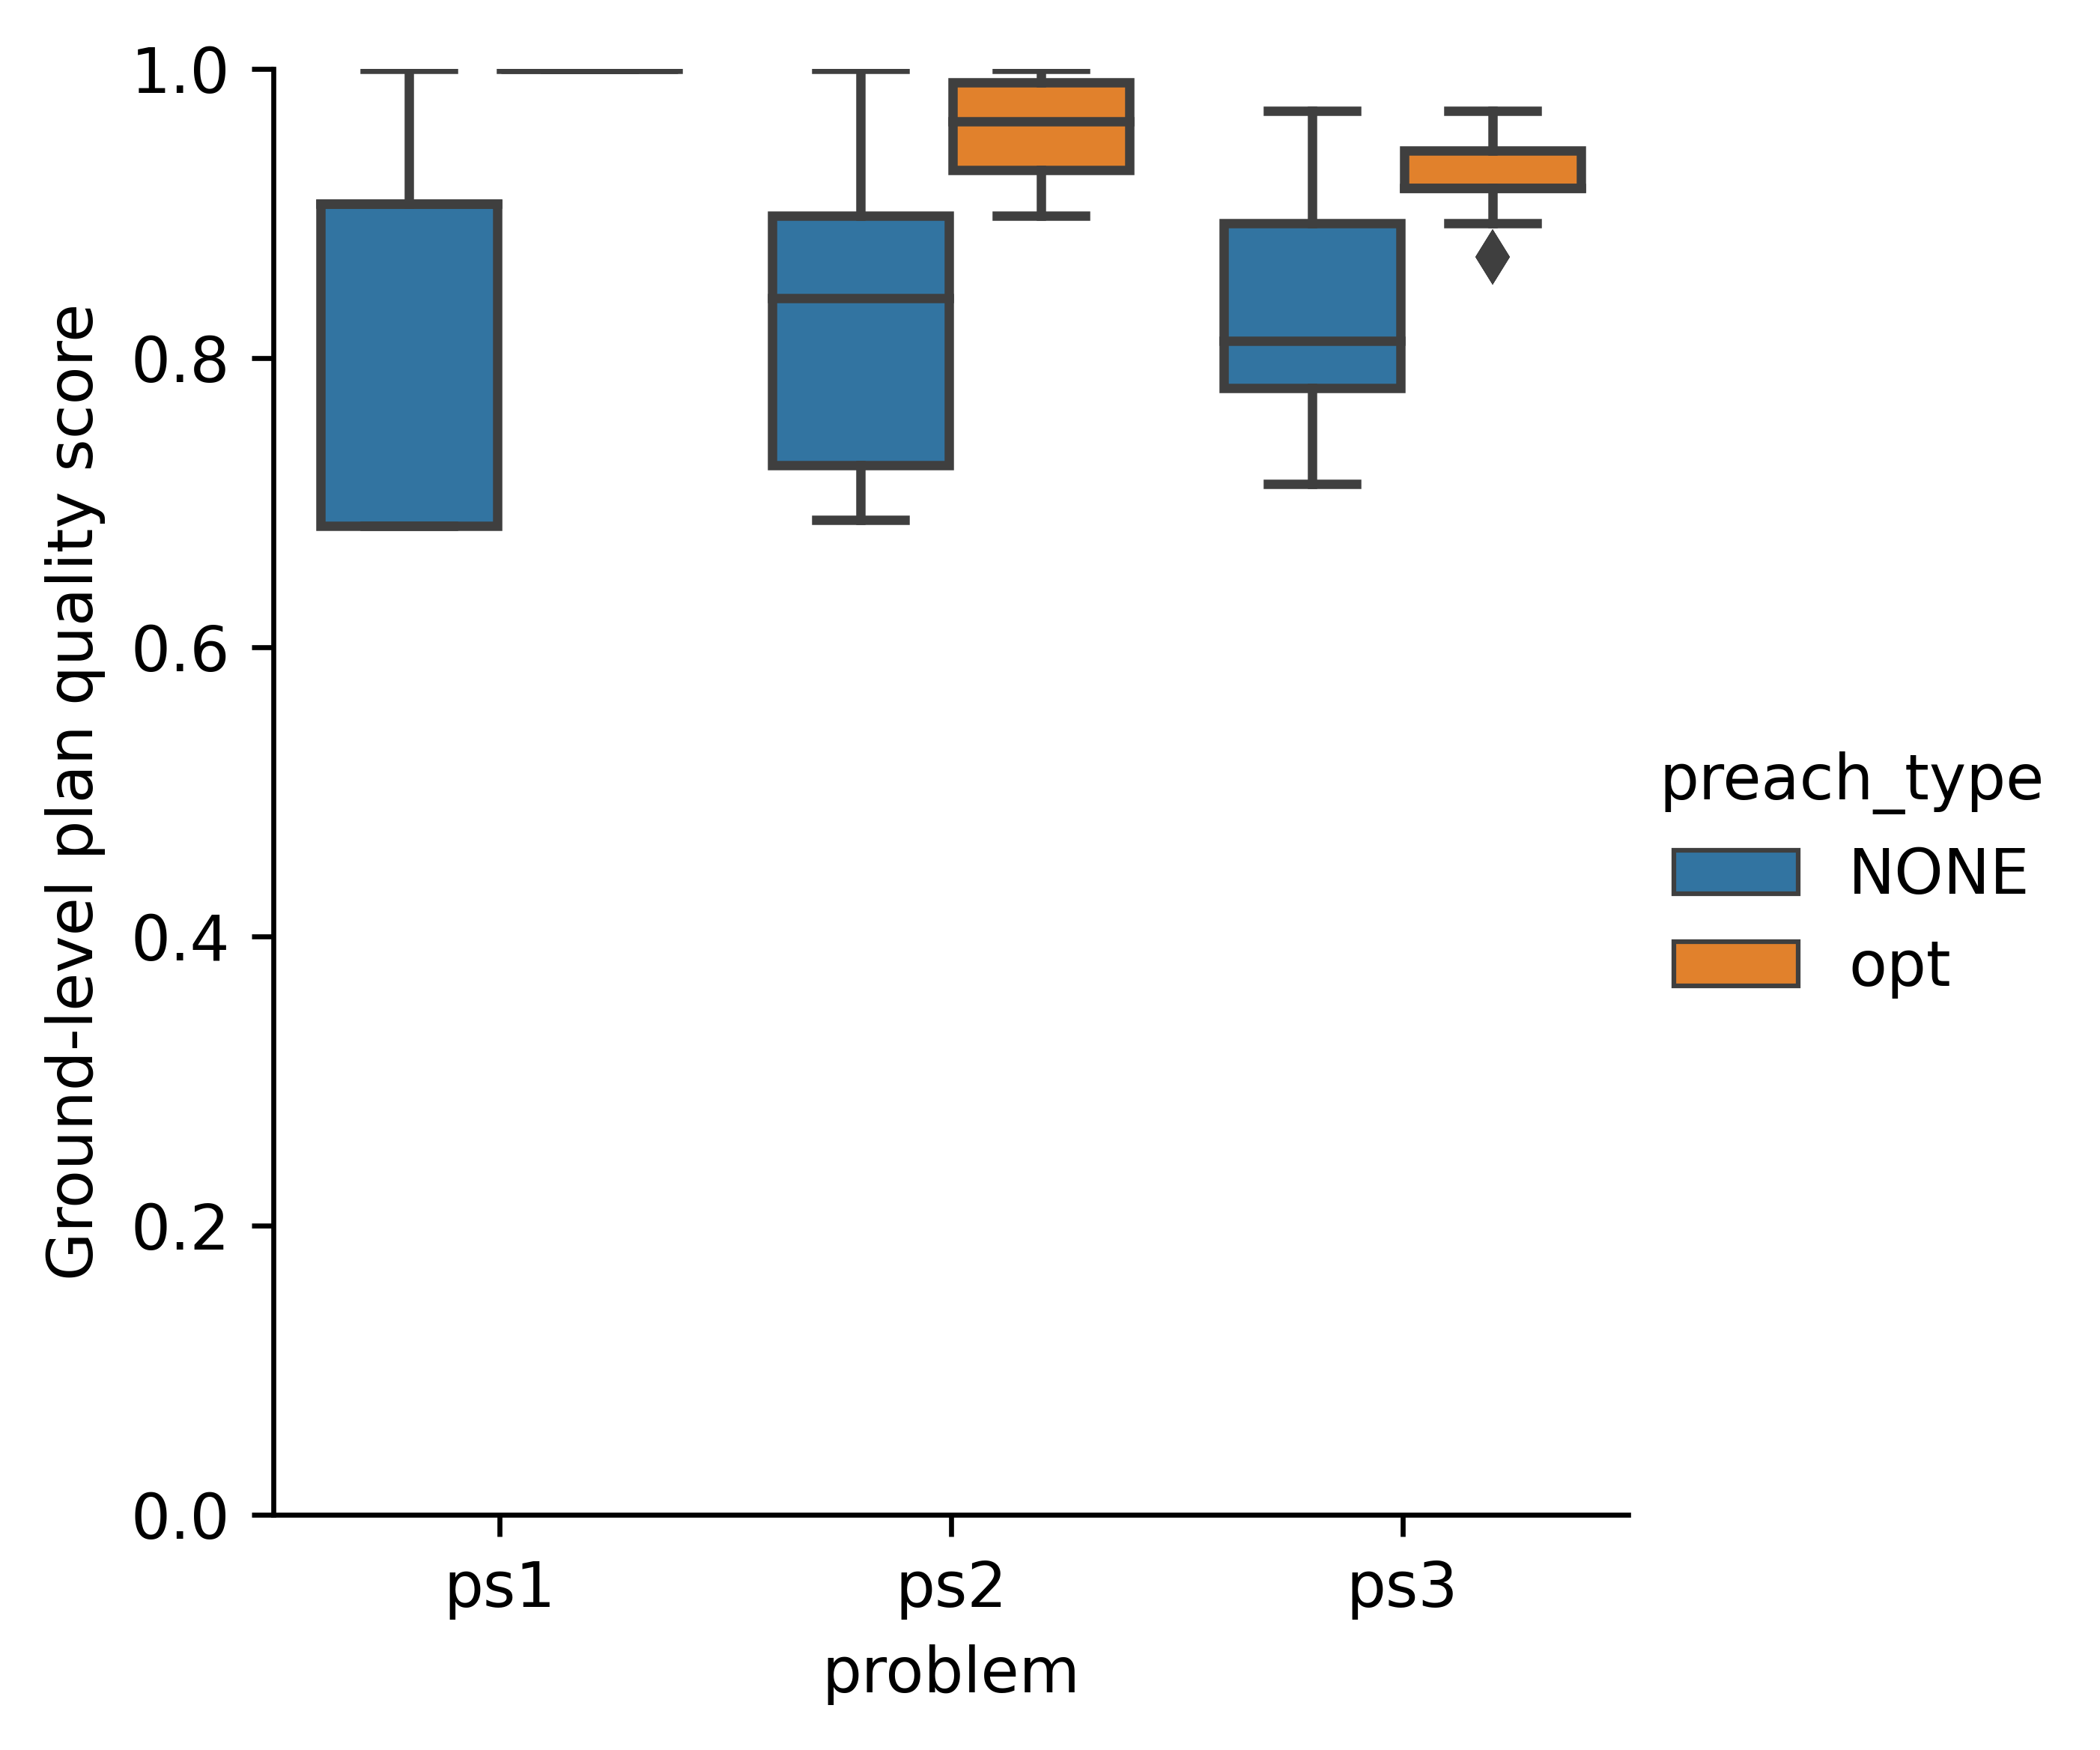 Ground-level plan quality score
1.0
0.8
0.6
0.4
0.2
0.0
ps1
ps2
ps3
problem
preach_type
NONE
opt